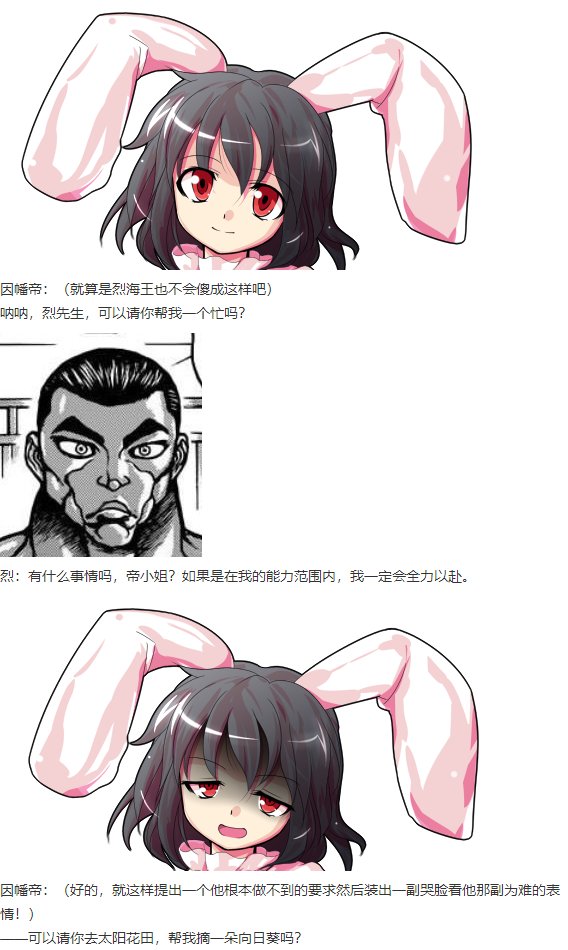 因幡帝：（就算是烈海王也不会傻成这样吧）
呐呐，烈先生，可以请你帮我一个忙吗？
烈：有什么事情吗，帝小姐？如果是在我的能力范围内，我一定会全力以赴。
因幡帝：（好的，就这样提出一个他根本做不到的要求然后装出一副哭脸看他那副为难的表
情！）
——可以请你去太阳花田，帮我摘一朵向日葵吗？